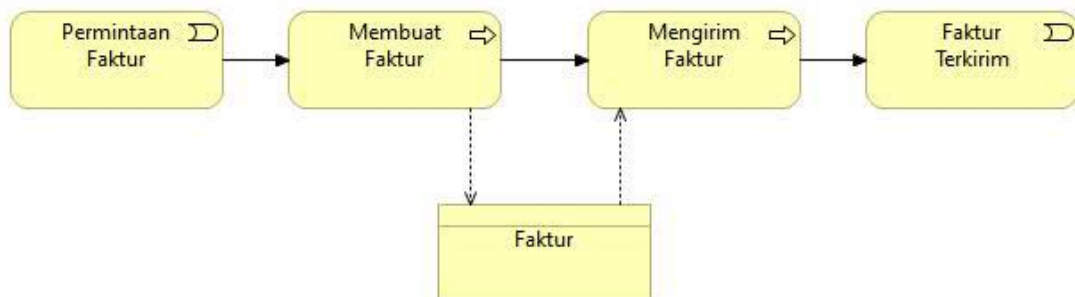 Permintaan
Faktur
Membuat
Faktur
Mengirim
Faktur
Faktur
Terkirim
Faktur